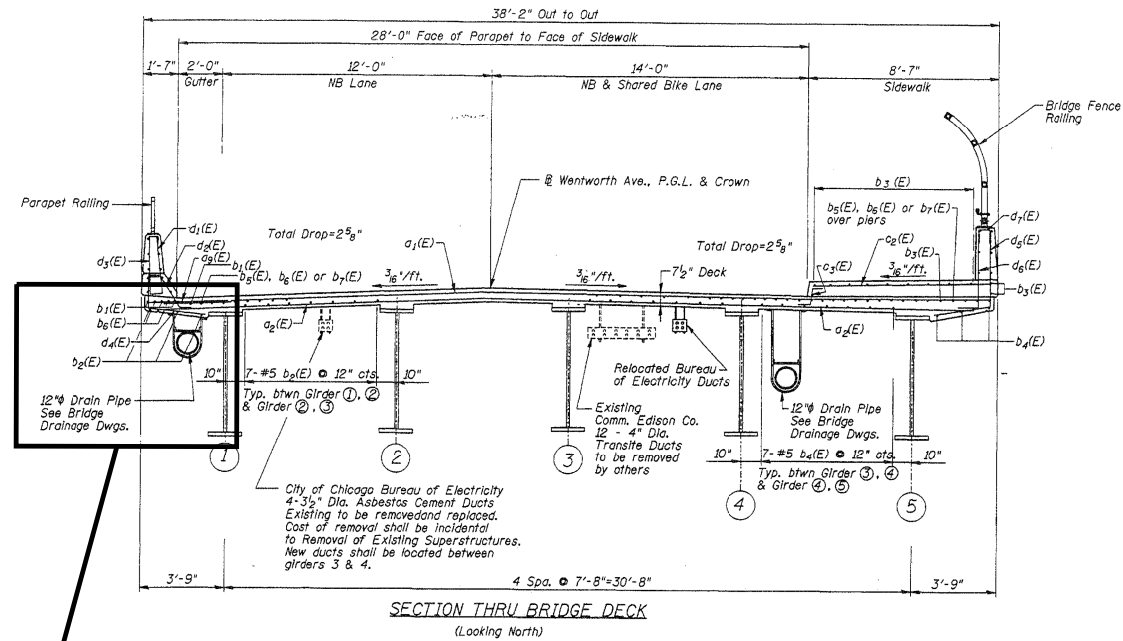 38'-2" Out to Out
28'-0" Face of Parapet to Face of Sidewalk
1'-7"
2'-0"
12'-0"
14'-0"
8'-7"
Gutter
NB Lane
NB & Shared Bike Lane
Sidewalk
Bridge Fence
Railing
℄ Wentworth Ave., P.G.L. & Crown
b3(E)
Parapet Railing
d1(E)
d2(E)
a9(E)
b1(E)
b5(E), b6(E) or b7(E)
d3(E)
Total Drop=2 5/8"
a1(E)
3/16"/ft.
3/16"/ft.
7 1/2" Deck
Total Drop=2 5/8"
b5(E), b6(E) or b7(E)
over piers
c2(E)
b3(E)
3/16"/ft.
c3(E)
d7(E)
d5(E)
d6(E)
b3(E)
b1(E)
b6(E)
d4(E)
b2(E)
a2(E)
a2(E)
b4(E)
12"ϕ Drain Pipe
See Bridge
Drainage Dwgs.
10"
7- #5 b2(E) @ 12" cts.
10"
Typ. btwn Girder ①, ②
& Girder ②, ③
Relocated Bureau
of Electricity Ducts
Existing
Comm. Edison Co.
12 - 4" Dia.
Transite Ducts
to be removed
by others
12"ϕ Drain Pipe
See Bridge
Drainage Dwgs.
10"
7- #5 b4(E) @ 12" cts.
10"
Typ. btwn Girder ③, ④
& Girder ④, ⑤
1
2
3
4
5
City of Chicago Bureau of Electricity
4-3 1/2" Dia. Asbestos Cement Ducts
Existing to be removedand replaced.
Cost of removal shall be incidental
to Removal of Existing Superstructures.
New ducts shall be located between
girders 3 & 4.
3'-9"
4 Spa. @ 7'-8"=30'-8"
3'-9"
SECTION THRU BRIDGE DECK
(Looking North)